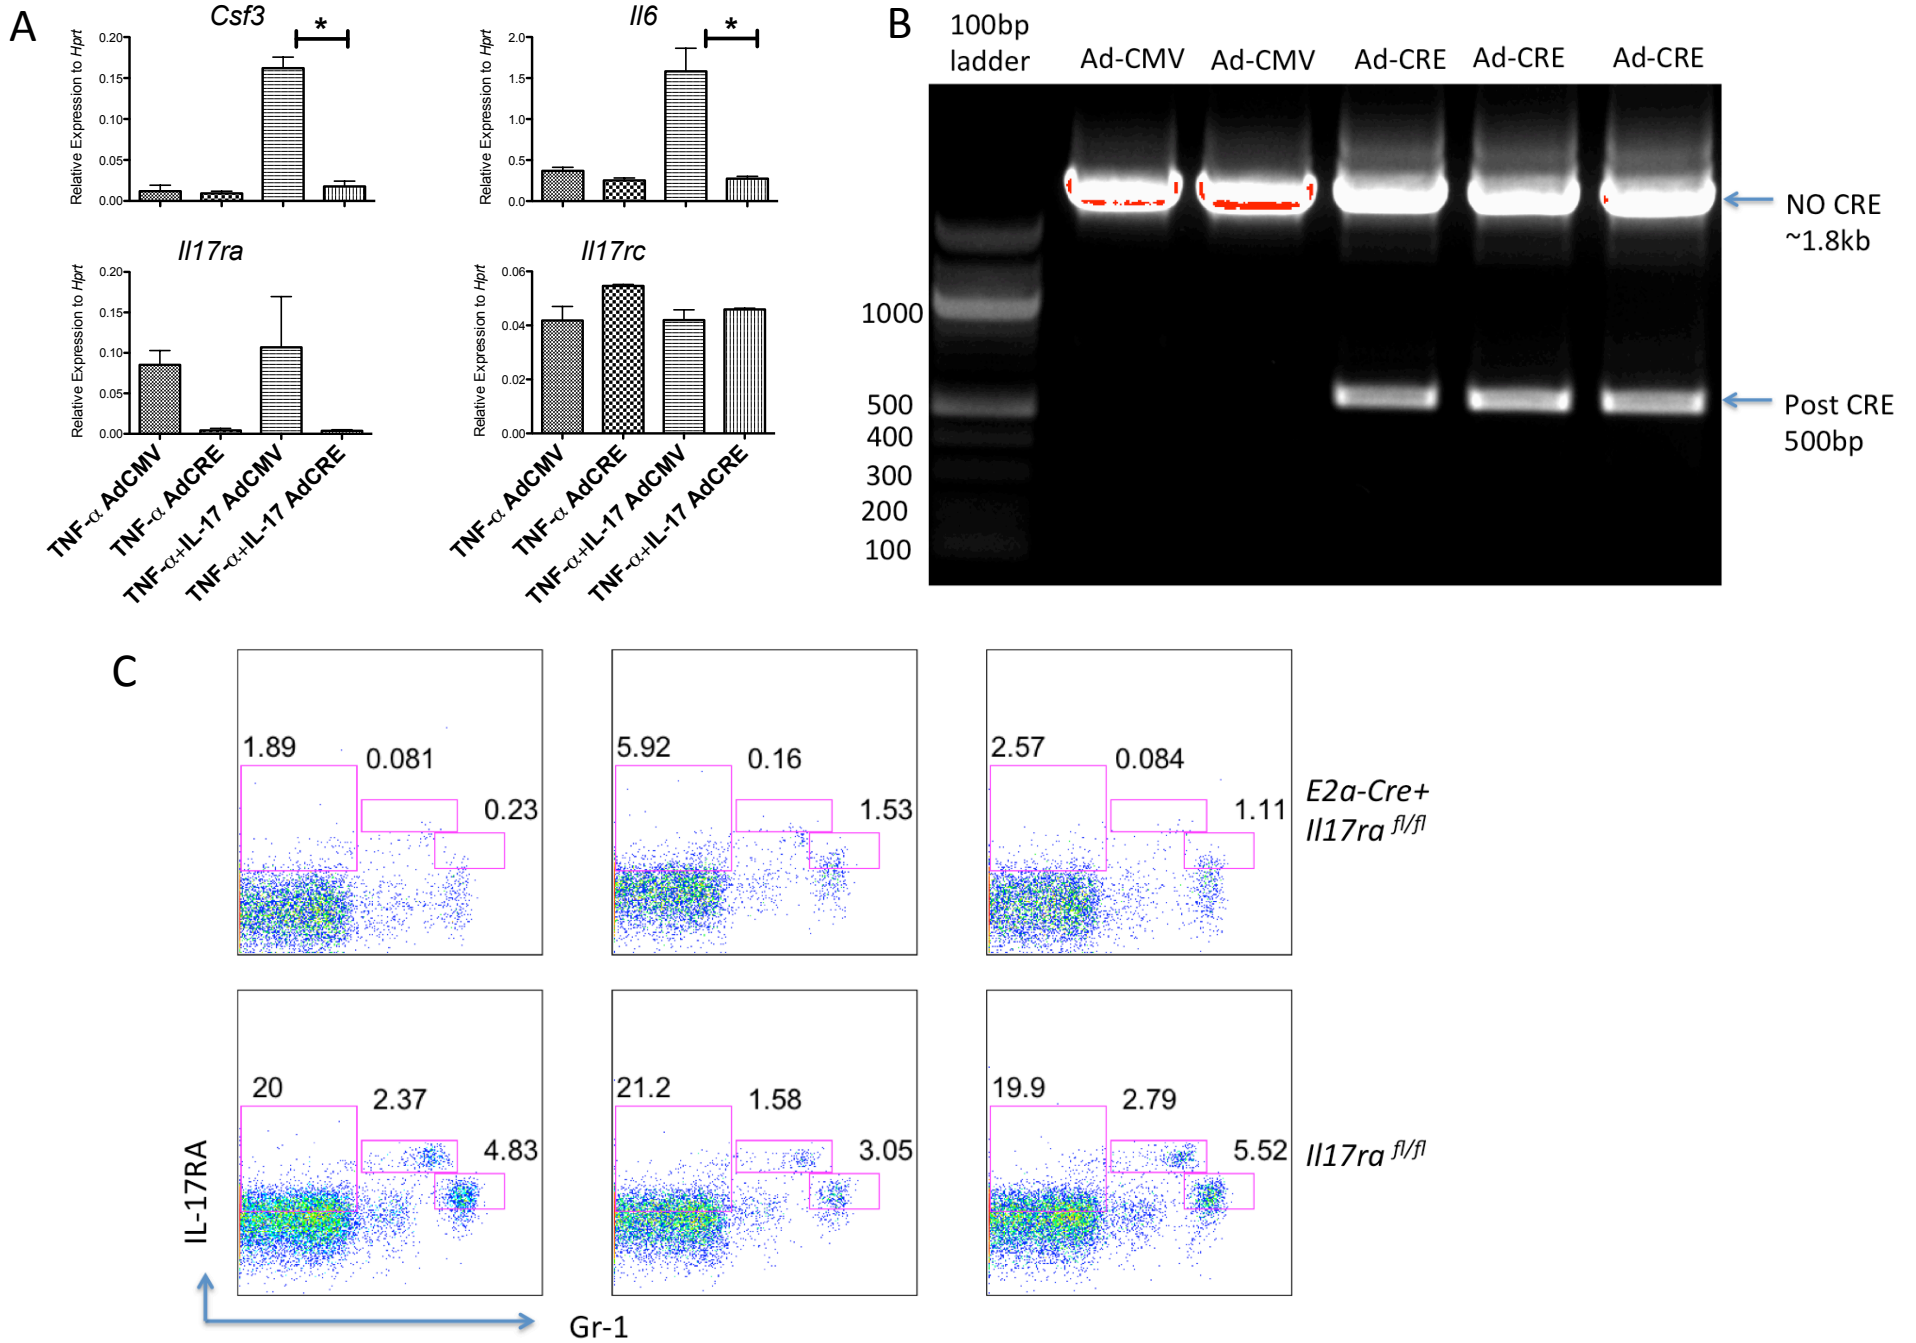 A
Csf3
*
Relative Expression to Hprt
0.20
0.15
0.10
0.05
0.00
Il6
*
Relative Expression to Hprt
2.0
1.5
1.0
0.5
0.0
Il17ra
Relative Expression to Hprt
0.20
0.15
0.10
0.05
0.00
TNF-α AdCMV
TNF-α AdCRE
TNF-α+IL-17 AdCMV
TNF-α+IL-17 AdCRE
Il17rc
Relative Expression to Hprt
0.06
0.04
0.02
0.00
TNF-α AdCMV
TNF-α AdCRE
TNF-α+IL-17 AdCMV
TNF-α+IL-17 AdCRE
B
100bp
ladder
Ad-CMV
Ad-CMV
Ad-CRE
Ad-CRE
Ad-CRE
1000
500
400
300
200
100
NO CRE
~1.8kb
Post CRE
500bp
C
1.89
0.081
0.23
5.92
0.16
1.53
2.57
0.084
1.11
E2a-Cre+
Il17ra fl/fl
20
2.37
4.83
21.2
1.58
3.05
19.9
2.79
5.52
Il17ra fl/fl
IL-17RA
Gr-1